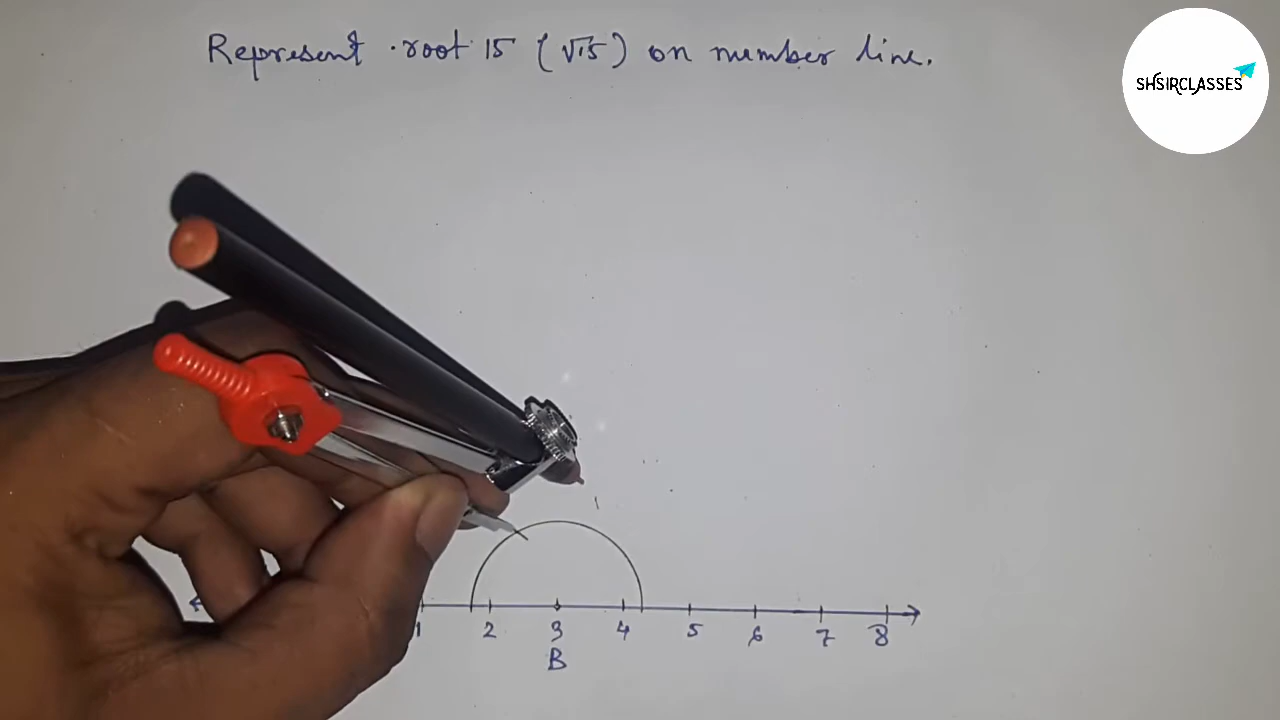 Represent root 15 (√15) on number line.
SHSIRCLASSES
1 2 3 4 5 6 7 8
B